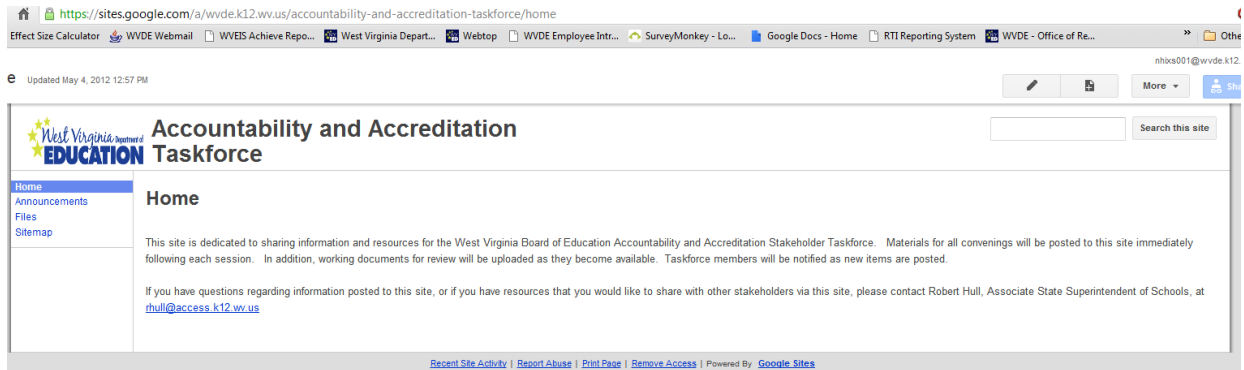 https://sites.google.com/a/wvde.k12.wv.us/accountability-and-accreditation-taskforce/home
Effect Size Calculator WVDE Webmail WVEIS Achieve Repo... West Virginia Depart... Webtop WVDE Employee Intr... SurveyMonkey - Lo... Google Docs - Home RTI Reporting System WVDE - Office of Re... » Othe
nhixs001@wvde.k12.
e Updated May 4, 2012 12:57 PM
More
Sha
West Virginia Department of
EDUCATION
Accountability and Accreditation
Taskforce
Search this site
Home
Announcements
Files
Sitemap
Home
This site is dedicated to sharing information and resources for the West Virginia Board of Education Accountability and Accreditation Stakeholder Taskforce. Materials for all convenings will be posted to this site immediately
following each session. In addition, working documents for review will be uploaded as they become available. Taskforce members will be notified as new items are posted.
If you have questions regarding information posted to this site, or if you have resources that you would like to share with other stakeholders via this site, please contact Robert Hull, Associate State Superintendent of Schools, at
rhull@access.k12.wv.us
Recent Site Activity | Report Abuse | Print Page | Remove Access | Powered By Google Sites